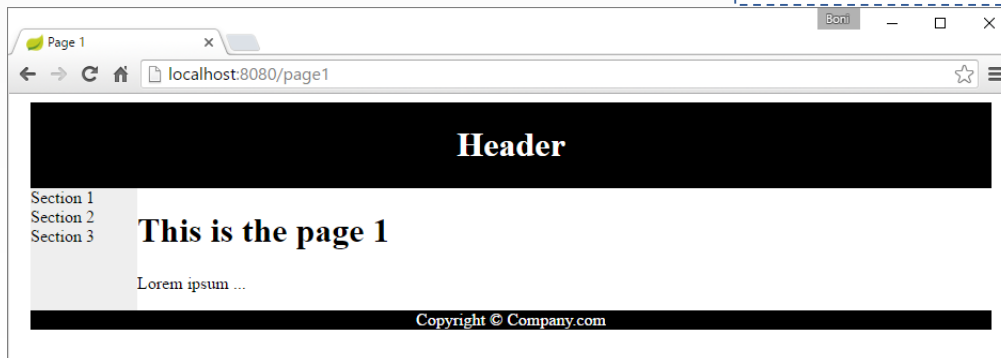 Boni
Page 1
localhost:8080/page1
Header
Section 1
Section 2
Section 3
This is the page 1
Lorem ipsum ...
Copyright © Company.com